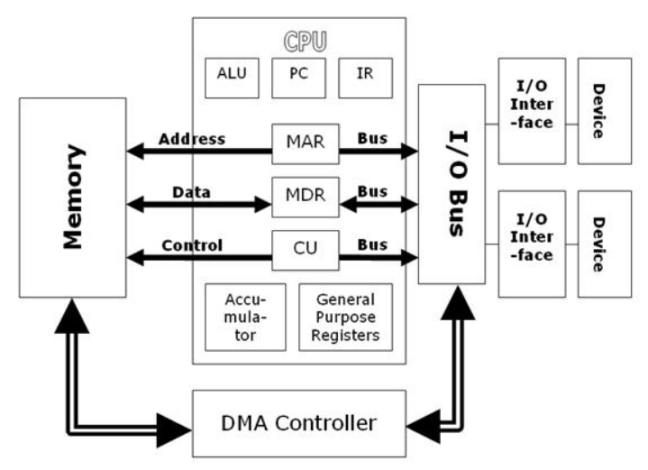 CPU
ALU
PC
IR
Memory
Address
MAR
Bus
Data
MDR
Bus
Control
CU
Bus
Accu-
mula-
tor
General
Purpose
Registers
I/O Bus
I/O
Inter
-face
Device
I/O
Inter
-face
Device
DMA Controller